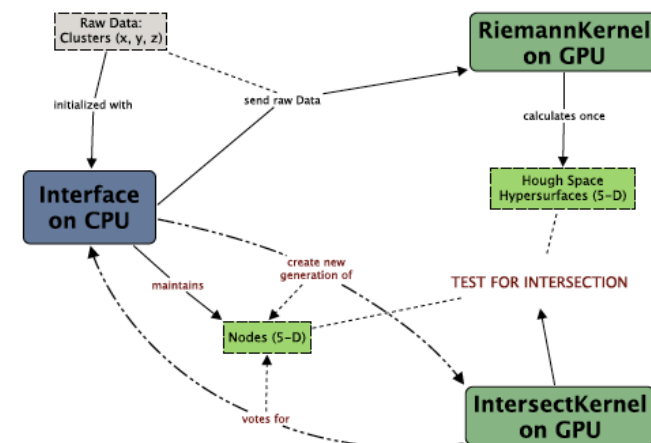 Raw Data:
Clusters (x, y, z)
RiemannKernel
on GPU
send raw Data
initialized with
calculates once
Interface
on CPU
Hough Space
Hypersurfaces (5-D)
create new
generation of
maintains
TEST FOR INTERSECTION
Nodes (5-D)
votes for
IntersectKernel
on GPU